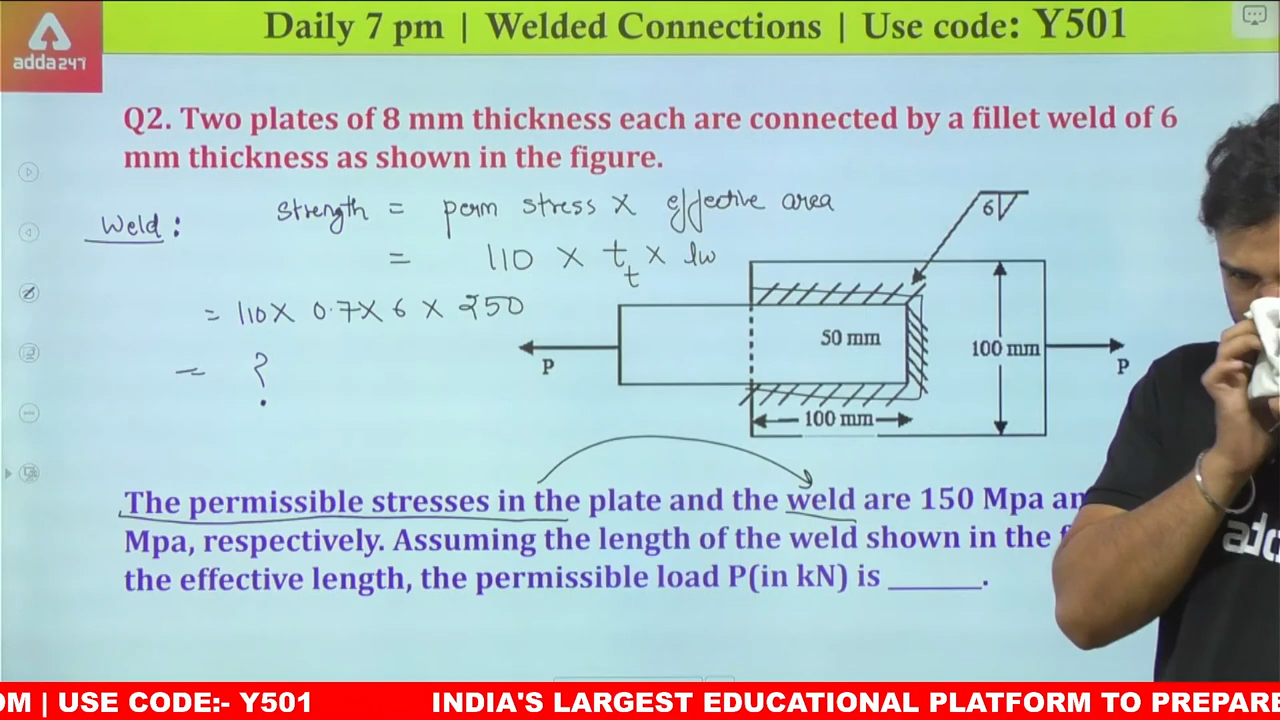 Daily 7 pm | Welded Connections | Use code: Y501
adda247
Q2. Two plates of 8 mm thickness each are connected by a fillet weld of 6
mm thickness as shown in the figure.
Weld :
Strength = perm stress X effective area
= 110 X tt X lw
= 110X 0.7X 6 X 250
= ?
6
50 mm
100 mm
P
P
100 mm
The permissible stresses in the plate and the weld are 150 Mpa an
Mpa, respectively. Assuming the length of the weld shown in the
the effective length, the permissible load P(in kN) is ______.
OM | USE CODE:- Y501 INDIA'S LARGEST EDUCATIONAL PLATFORM TO PREPARE